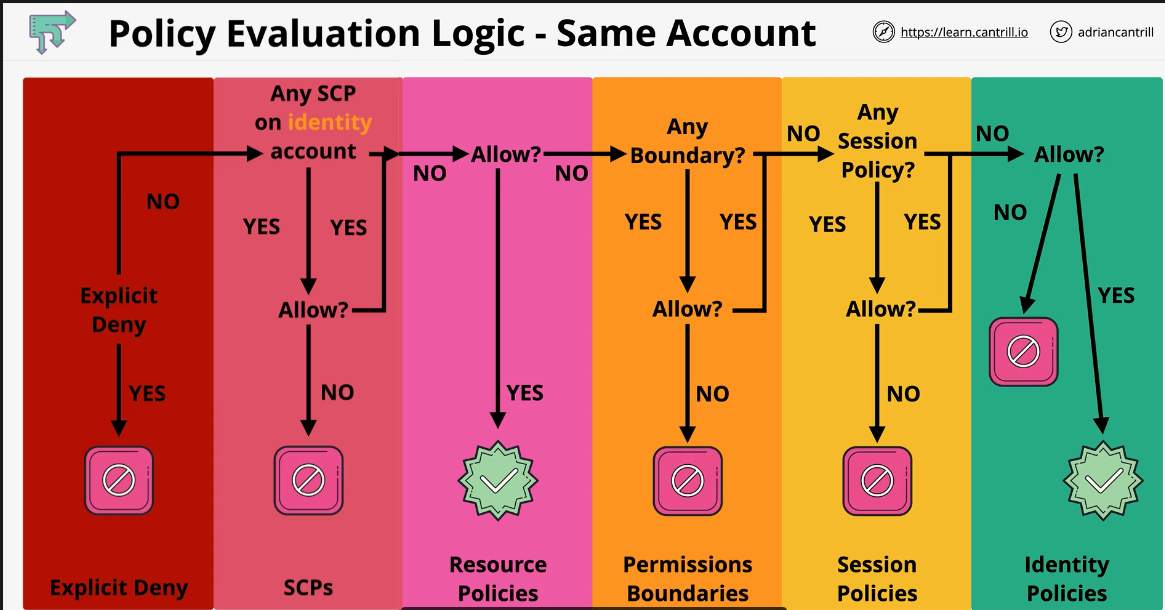 Policy Evaluation Logic - Same Account
https://learn.cantrill.io
adriancantrill
Explicit
Deny
NO
YES
Explicit Deny
Any SCP
on identity
account
NO
YES
YES
Allow?
NO
SCPs
Allow?
NO
YES
Resource
Policies
Any
Boundary?
NO
YES
YES
Allow?
NO
Permissions
Boundaries
Any
Session
Policy?
NO
YES
YES
Allow?
NO
Session
Policies
Allow?
NO
YES
Identity
Policies